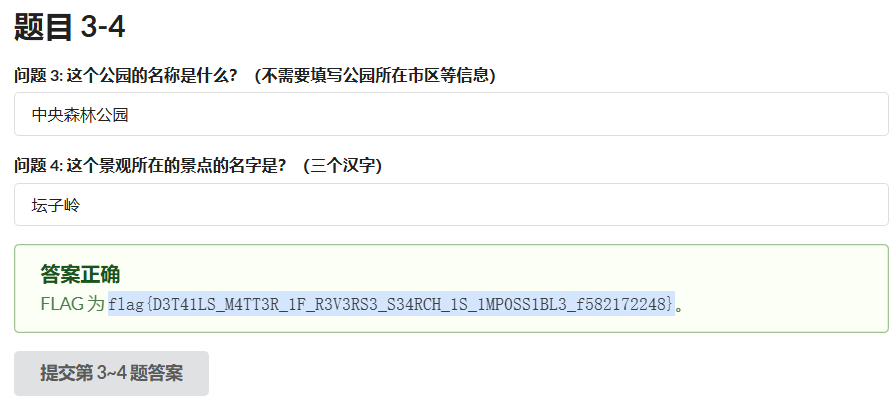 题目 3-4
问题 3: 这个公园的名称是什么？（不需要填写公园所在市区等信息）
中央森林公园
问题 4: 这个景观所在的景点的名字是？（三个汉字）
坛子岭
答案正确
FLAG 为 flag{D3T41LS_M4TT3R_1F_R3V3RS3_S34RCH_1S_1MP0SS1BL3_f582172248}。
提交第 3~4 题答案